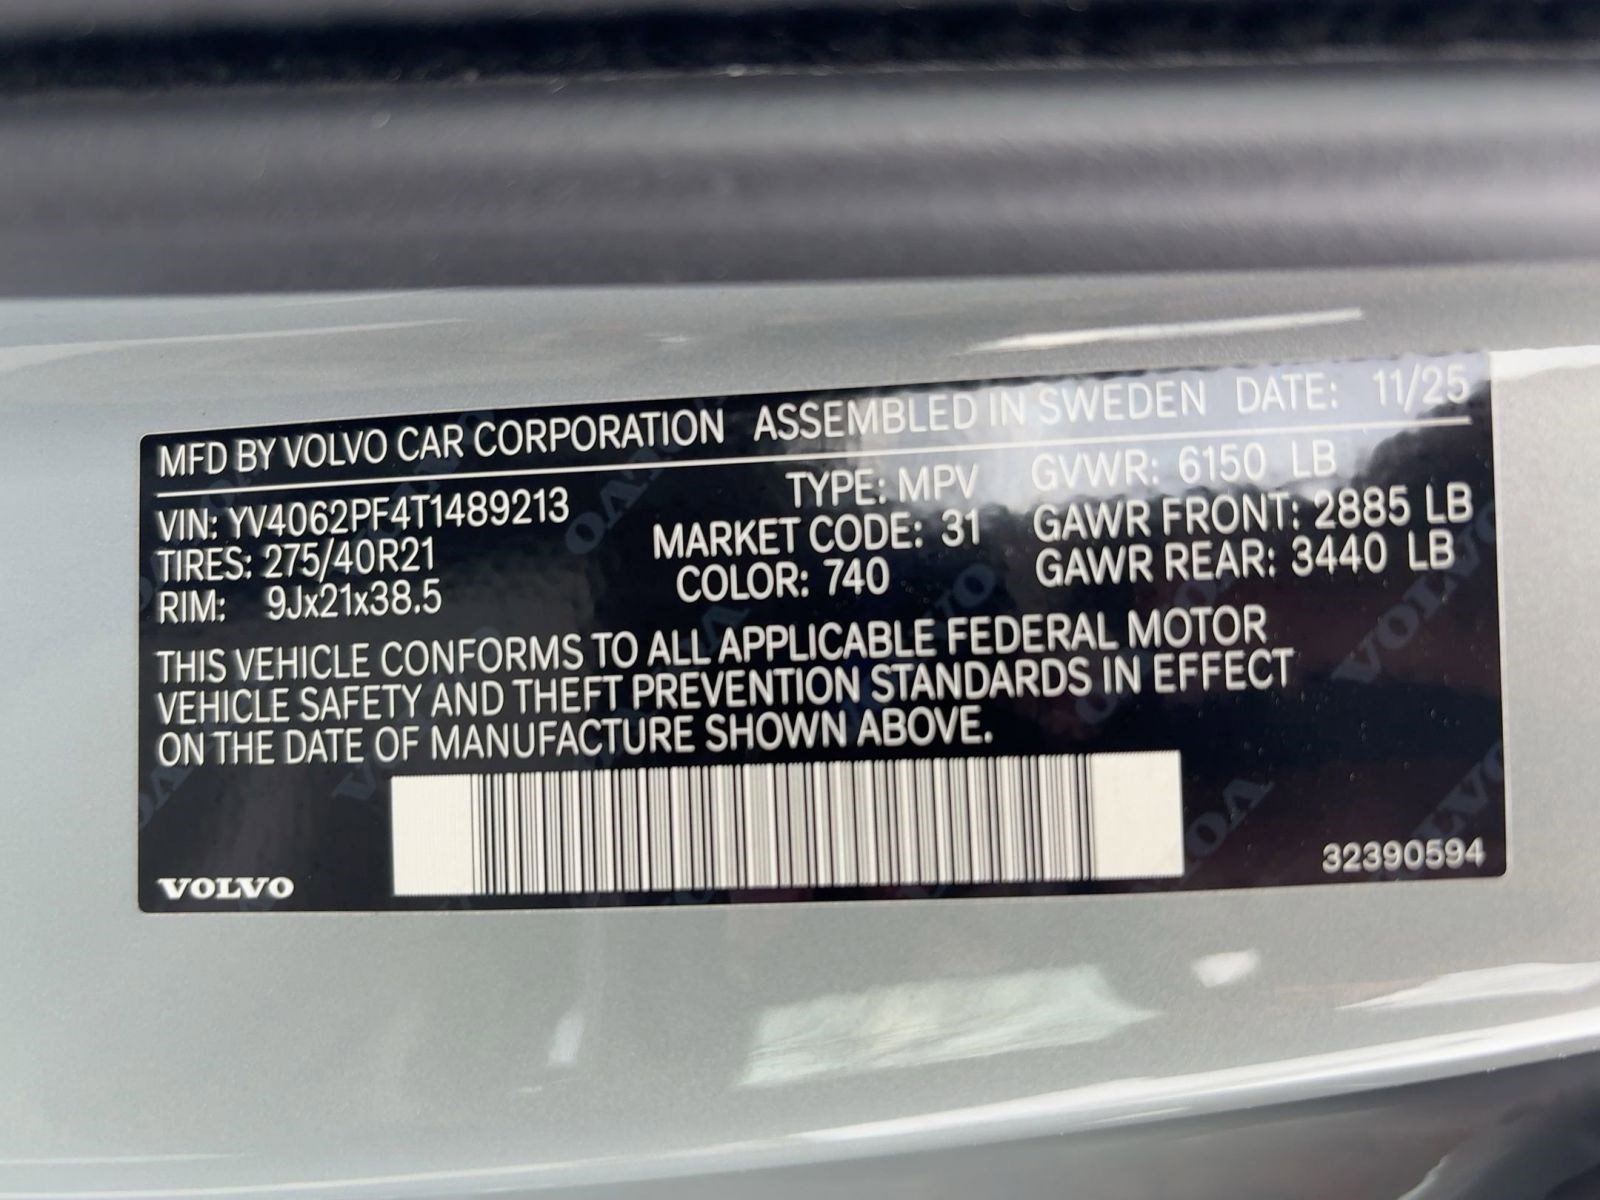 MFD BY VOLVO CAR CORPORATION ASSEMBLED IN SWEDEN DATE: 11/25
VIN: YV4062PF4T1489213 TYPE: MPV GVWR: 6150 LB
TIRES: 275/40R21 MARKET CODE: 31 GAWR FRONT: 2885 LB
RIM: 9Jx21x38.5 COLOR: 740 GAWR REAR: 3440 LB
THIS VEHICLE CONFORMS TO ALL APPLICABLE FEDERAL MOTOR
VEHICLE SAFETY AND THEFT PREVENTION STANDARDS IN EFFECT
ON THE DATE OF MANUFACTURE SHOWN ABOVE.
VOLVO 32390594